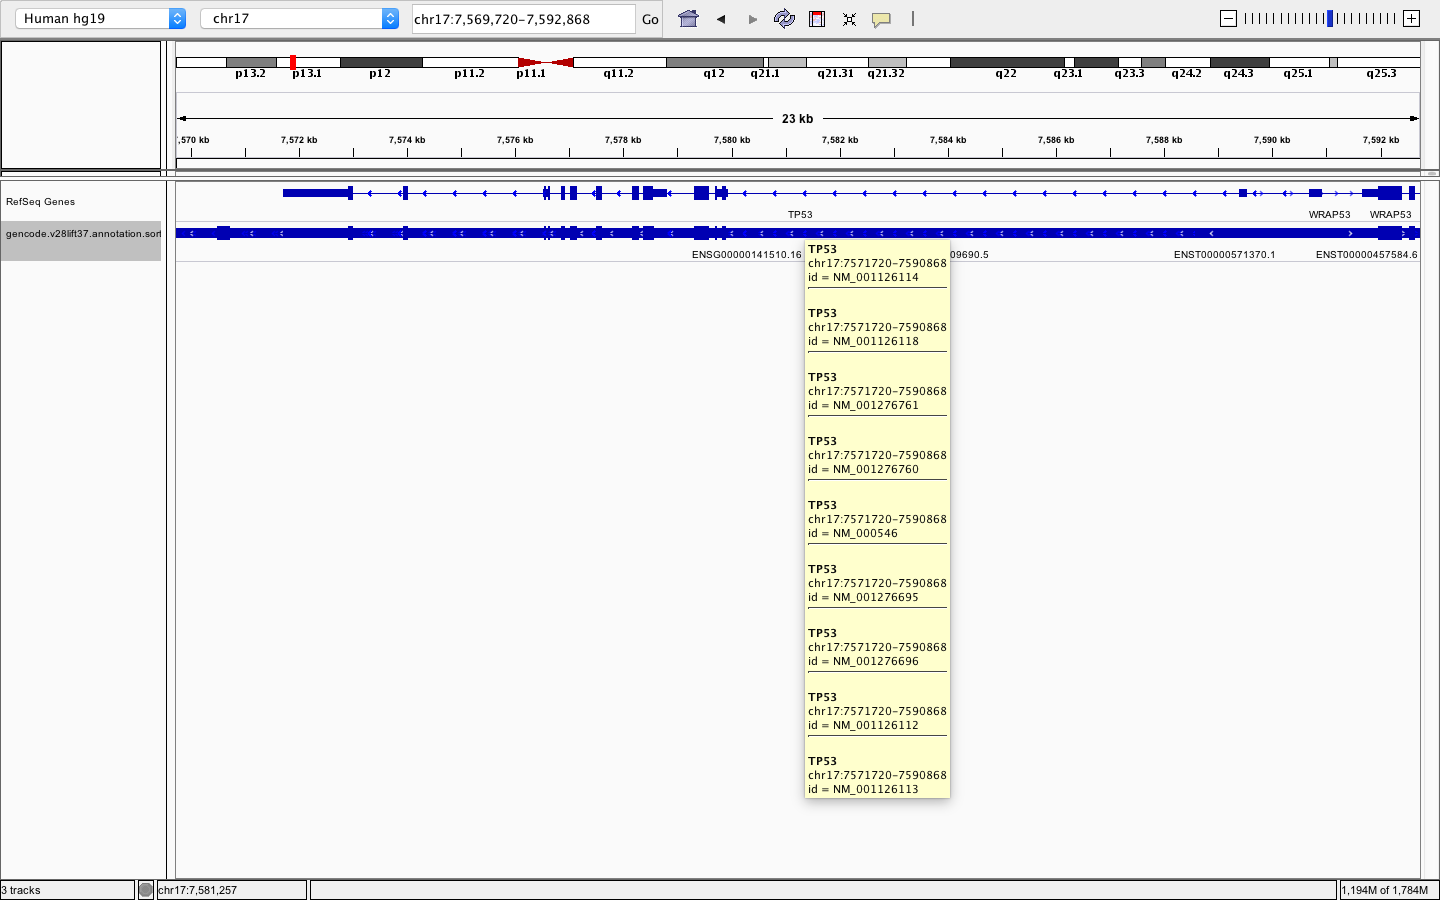 Human hg19 chr17 chr17:7,569,720-7,592,868 Go
p13.2 p13.1 p12 p11.2 p11.1 q11.2 q12 q21.1 q21.31 q21.32 q22 q23.1 q23.3 q24.2 q24.3 q25.1 q25.3
23 kb
,570 kb 7,572 kb 7,574 kb 7,576 kb 7,578 kb 7,580 kb 7,582 kb 7,584 kb 7,586 kb 7,588 kb 7,590 kb 7,592 kb
RefSeq Genes
TP53 WRAP53 WRAP53
gencode.v28lift37.annotation.sort
ENSG00000141510.16 09690.5 ENST00000571370.1 ENST00000457584.6
TP53
chr17:7571720-7590868
id = NM_001126114
TP53
chr17:7571720-7590868
id = NM_001126118
TP53
chr17:7571720-7590868
id = NM_001276761
TP53
chr17:7571720-7590868
id = NM_001276760
TP53
chr17:7571720-7590868
id = NM_000546
TP53
chr17:7571720-7590868
id = NM_001276695
TP53
chr17:7571720-7590868
id = NM_001276696
TP53
chr17:7571720-7590868
id = NM_001126112
TP53
chr17:7571720-7590868
id = NM_001126113
3 tracks chr17:7,581,257 1,194M of 1,784M